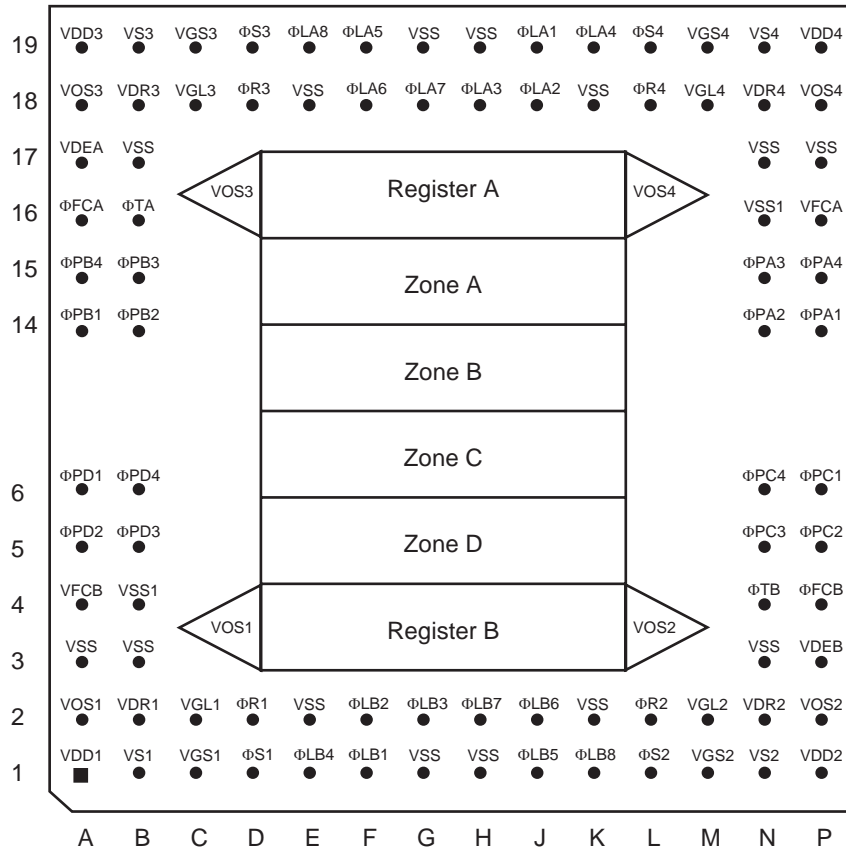 VDD3 VS3 VGS3 ΦS3 ΦLA8 ΦLA5 VSS VSS ΦLA1 ΦLA4 ΦS4 VGS4 VS4 VDD4
19
VOS3 VDR3 VGL3 ΦR3 VSS ΦLA6 ΦLA7 ΦLA3 ΦLA2 VSS ΦR4 VGL4 VDR4 VOS4
18
VDEA VSS VSS VSS
17
VOS3 Register A VOS4
ΦFCA ΦTA VSS1 VFCA
16
ΦPB4 ΦPB3 ΦPA3 ΦPA4
15
Zone A
ΦPB1 ΦPB2 ΦPA2 ΦPA1
14
Zone B
Zone C
ΦPD1 ΦPD4 ΦPC4 ΦPC1
6
ΦPD2 ΦPD3 ΦPC3 ΦPC2
5
Zone D
VFCB VSS1 ΦTB ΦFCB
4
VOS1 Register B VOS2
VSS VSS VSS VDEB
3
VOS1 VDR1 VGL1 ΦR1 VSS ΦLB2 ΦLB3 ΦLB7 ΦLB6 VSS ΦR2 VGL2 VDR2 VOS2
2
VDD1 VS1 VGS1 ΦS1 ΦLB4 ΦLB1 VSS VSS ΦLB5 ΦLB8 ΦS2 VGS2 VS2 VDD2
1
A B C D E F G H J K L M N P